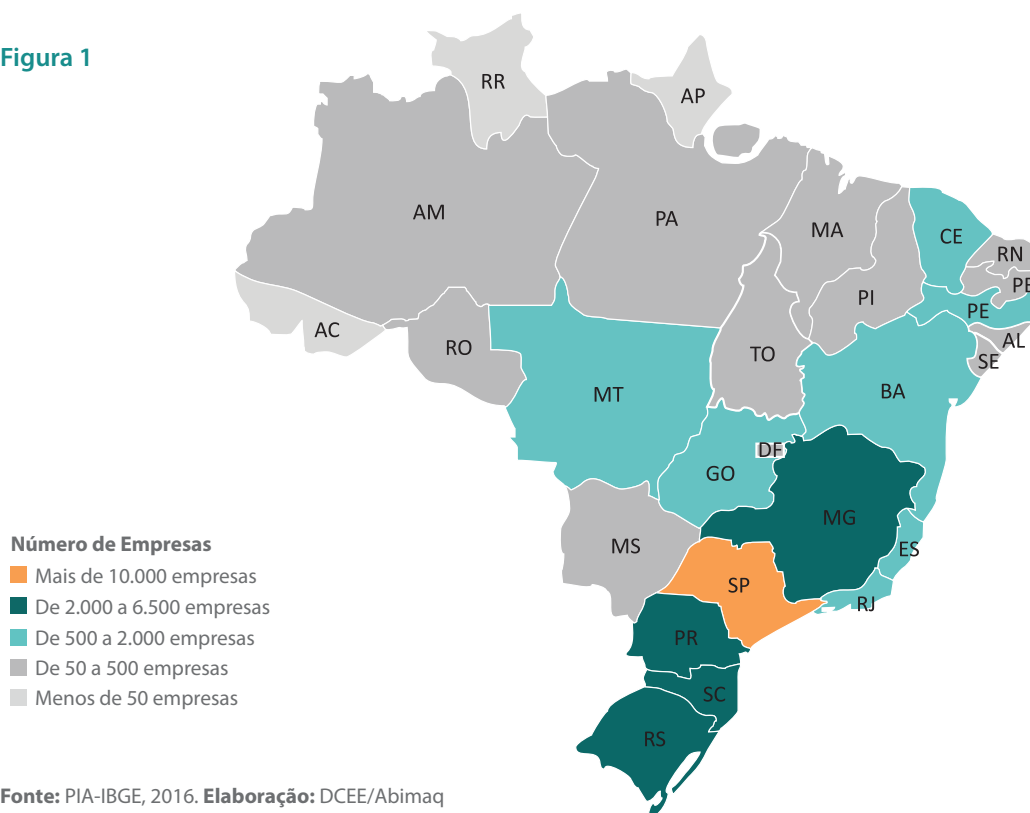 Figura 1
RR
AP
AM
PA
MA
CE
RN
PB
PI
PE
AC
AL
RO
TO
SE
MT
BA
DF
GO
MG
MS
ES
SP
RJ
PR
SC
RS
Número de Empresas
Mais de 10.000 empresas
De 2.000 a 6.500 empresas
De 500 a 2.000 empresas
De 50 a 500 empresas
Menos de 50 empresas
Fonte: PIA-IBGE, 2016. Elaboração: DCEE/Abimaq